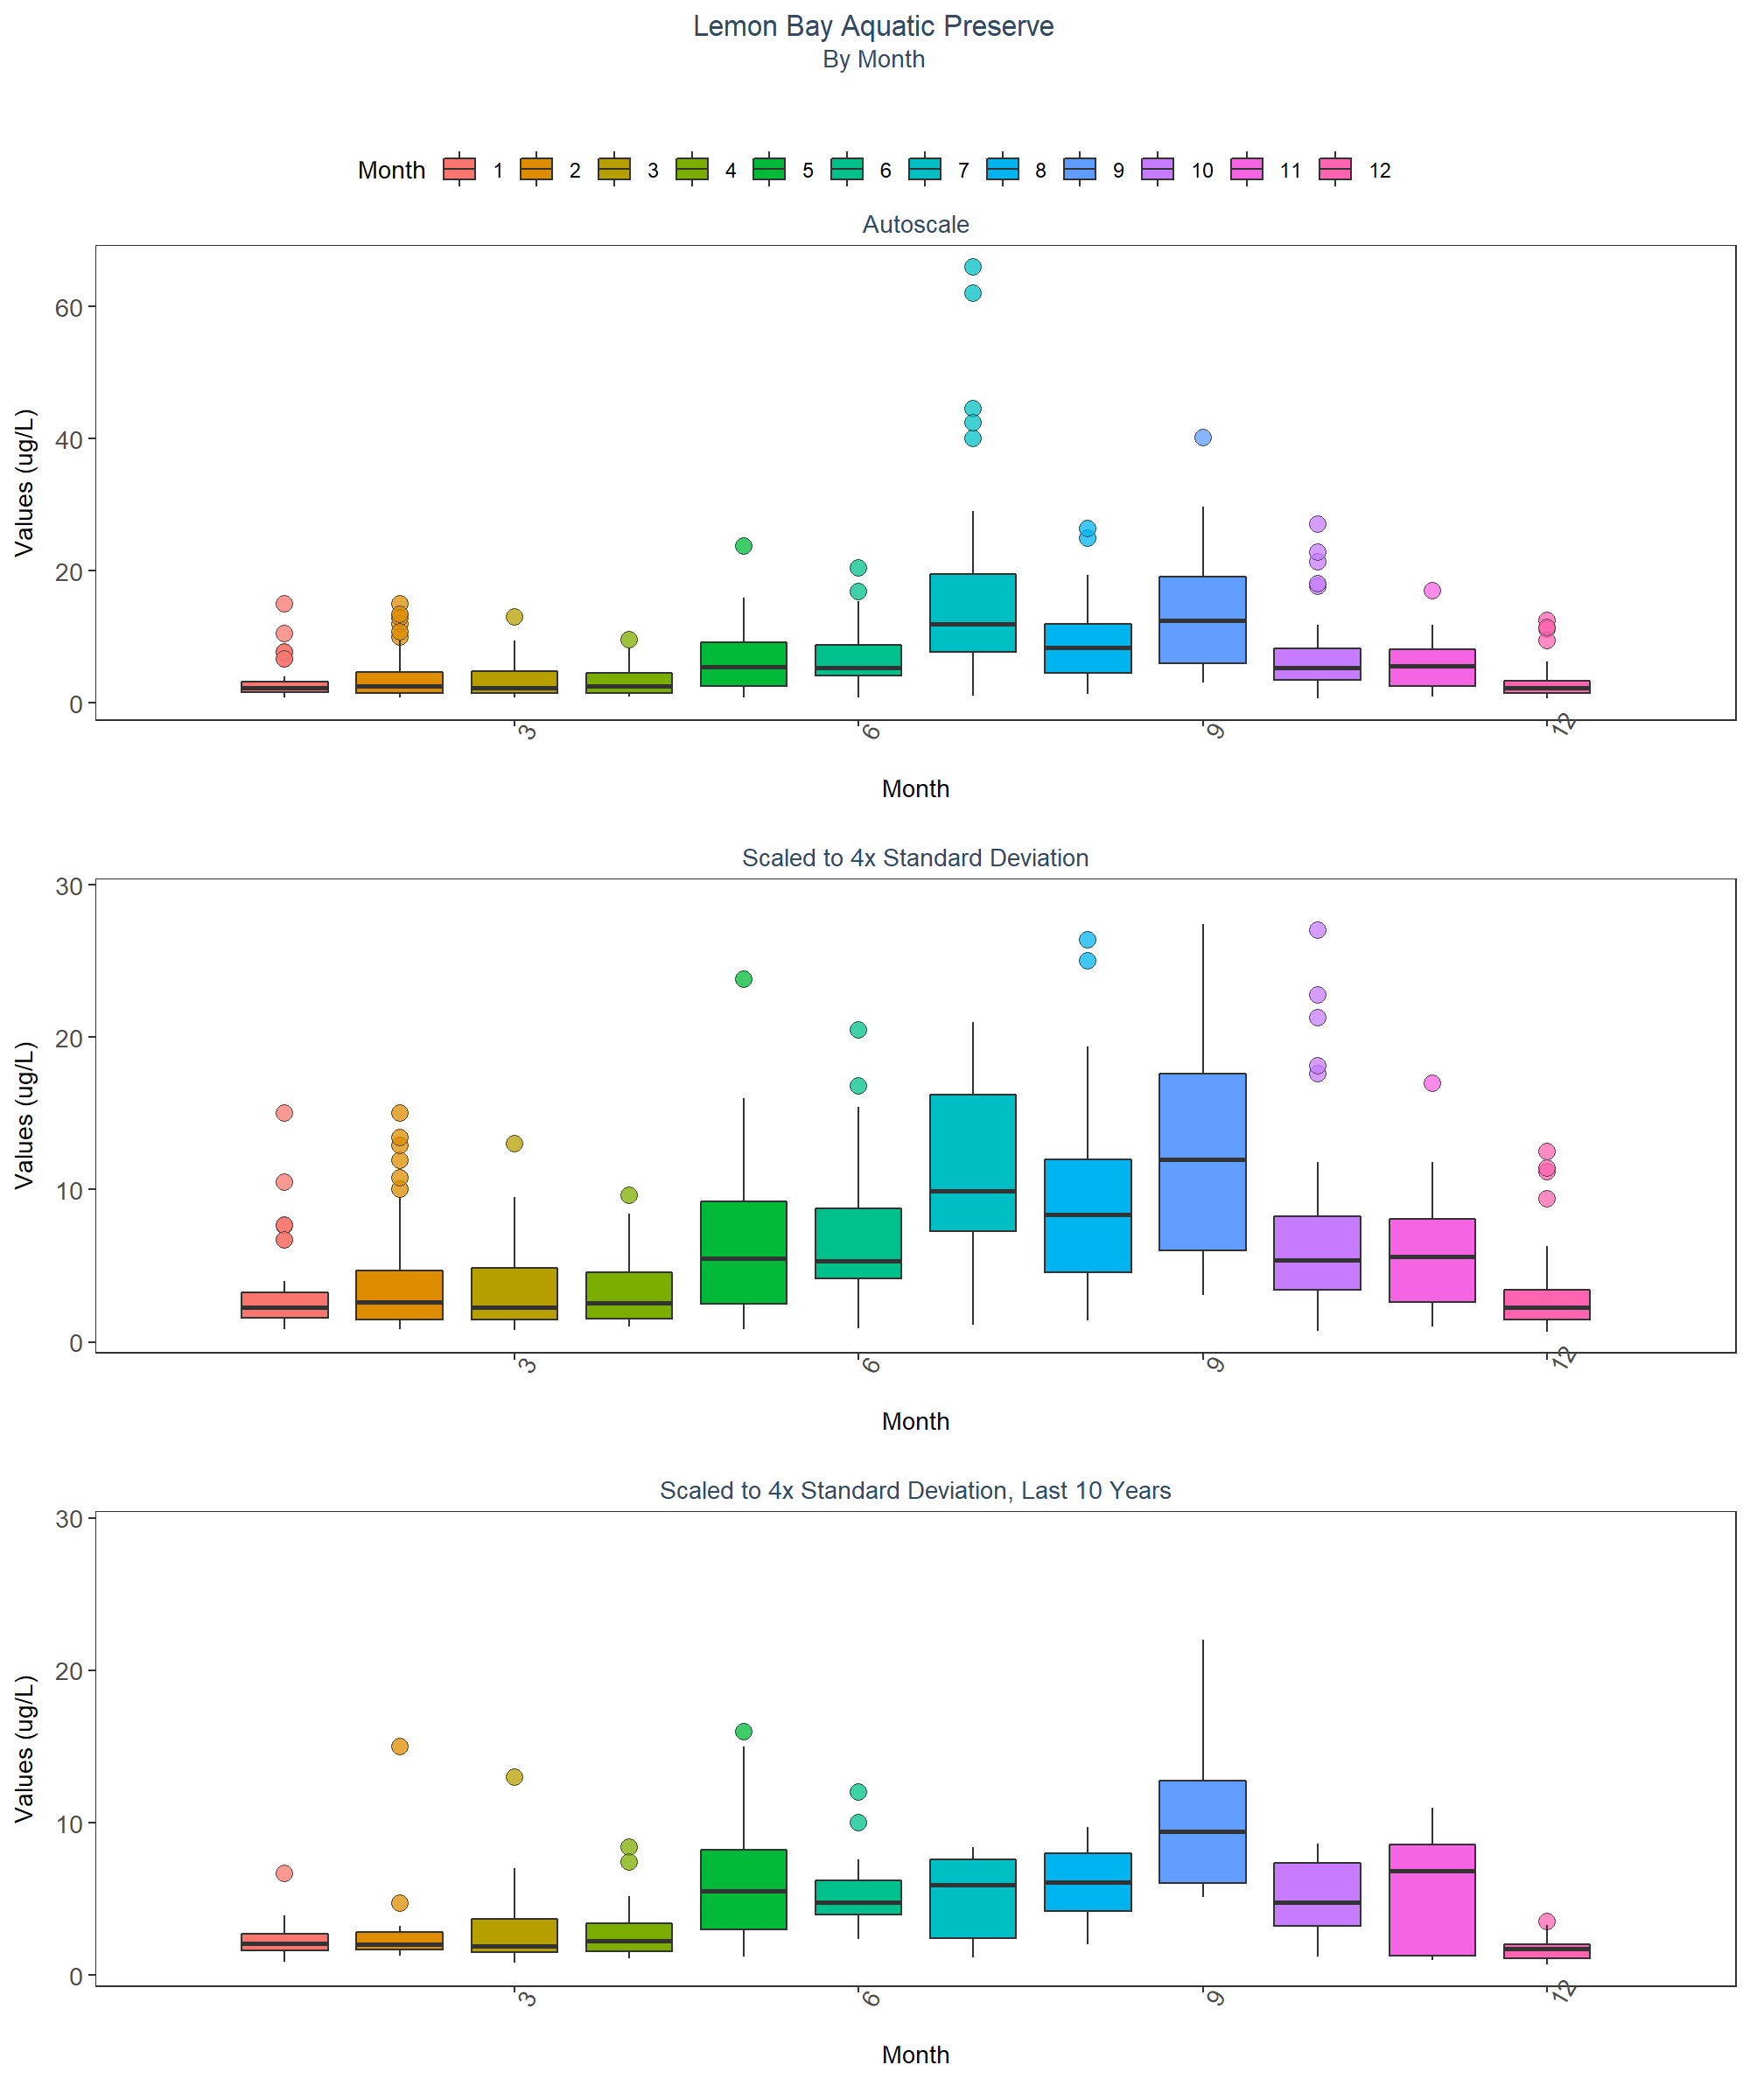 Lemon Bay Aquatic Preserve
By Month
Month 1 2 3 4 5 6 7 8 9 10 11 12
Autoscale
Values (ug/L)
60
40
20
0
3 6 9 12
Month
Scaled to 4x Standard Deviation
Values (ug/L)
30
20
10
0
3 6 9 12
Month
Scaled to 4x Standard Deviation, Last 10 Years
Values (ug/L)
30
20
10
0
3 6 9 12
Month